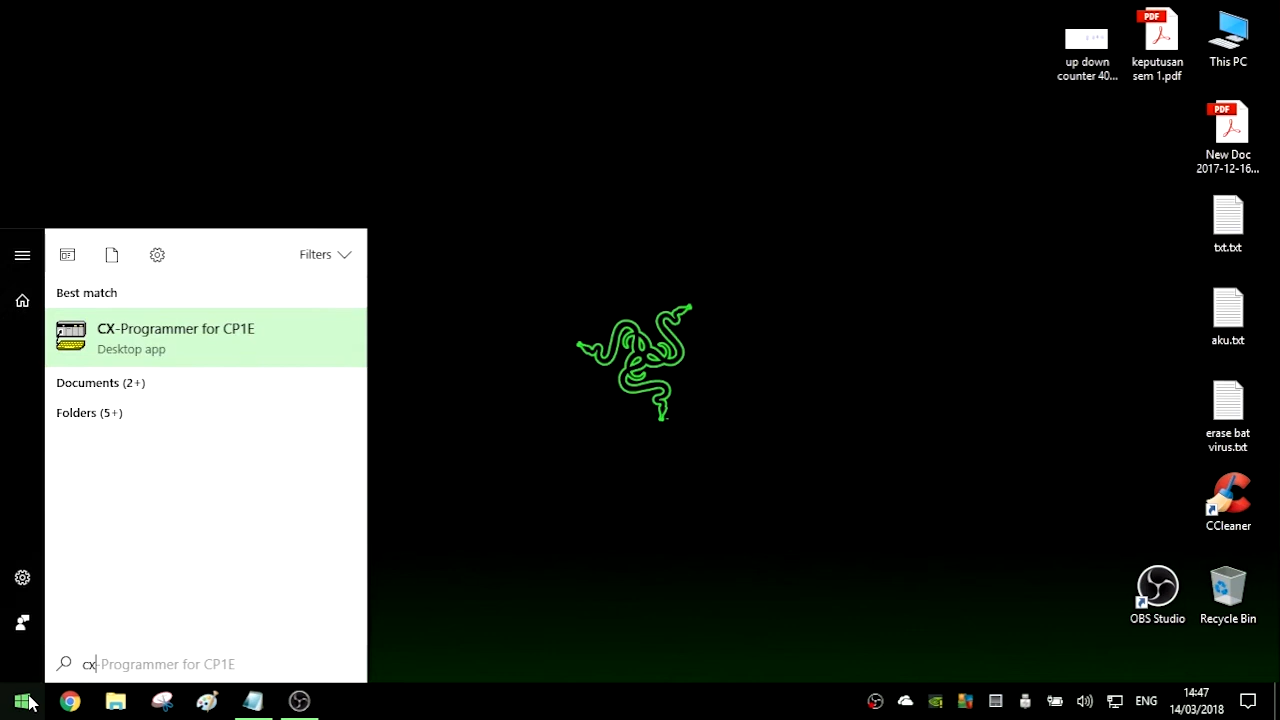 up down
counter 40...
PDF
keputusan
sem 1.pdf
This PC
PDF
New Doc
2017-12-16...
txt.txt
aku.txt
erase bat
virus.txt
CCleaner
OBS Studio
Recycle Bin
Filters
Best match
CX-Programmer for CP1E
Desktop app
Documents (2+)
Folders (5+)
cx-Programmer for CP1E
ENG
14:47
14/03/2018